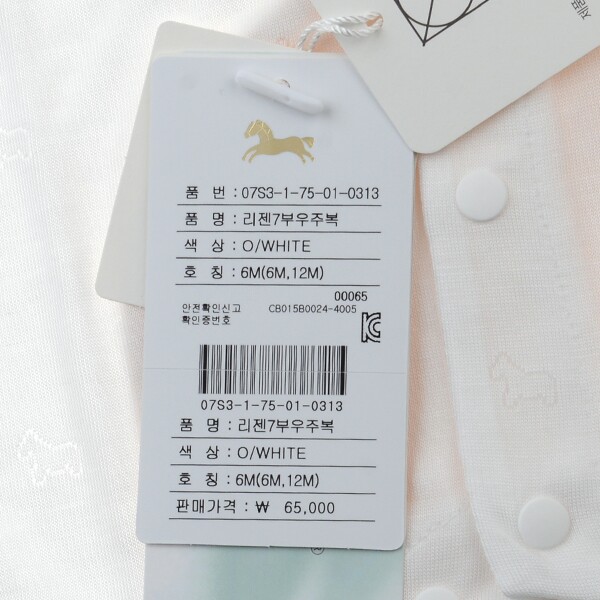 품 번 : 07S3-1-75-01-0313
품 명 : 리젠7부우주복
색 상 : O/WHITE
호 칭 : 6M(6M,12M)
00065
안전확인신고 CB015B0024-4005
확인증번호
07S3-1-75-01-0313
품 명 : 리젠7부우주복
색 상 : O/WHITE
호 칭 : 6M(6M,12M)
판매가격 : ₩ 65,000
®